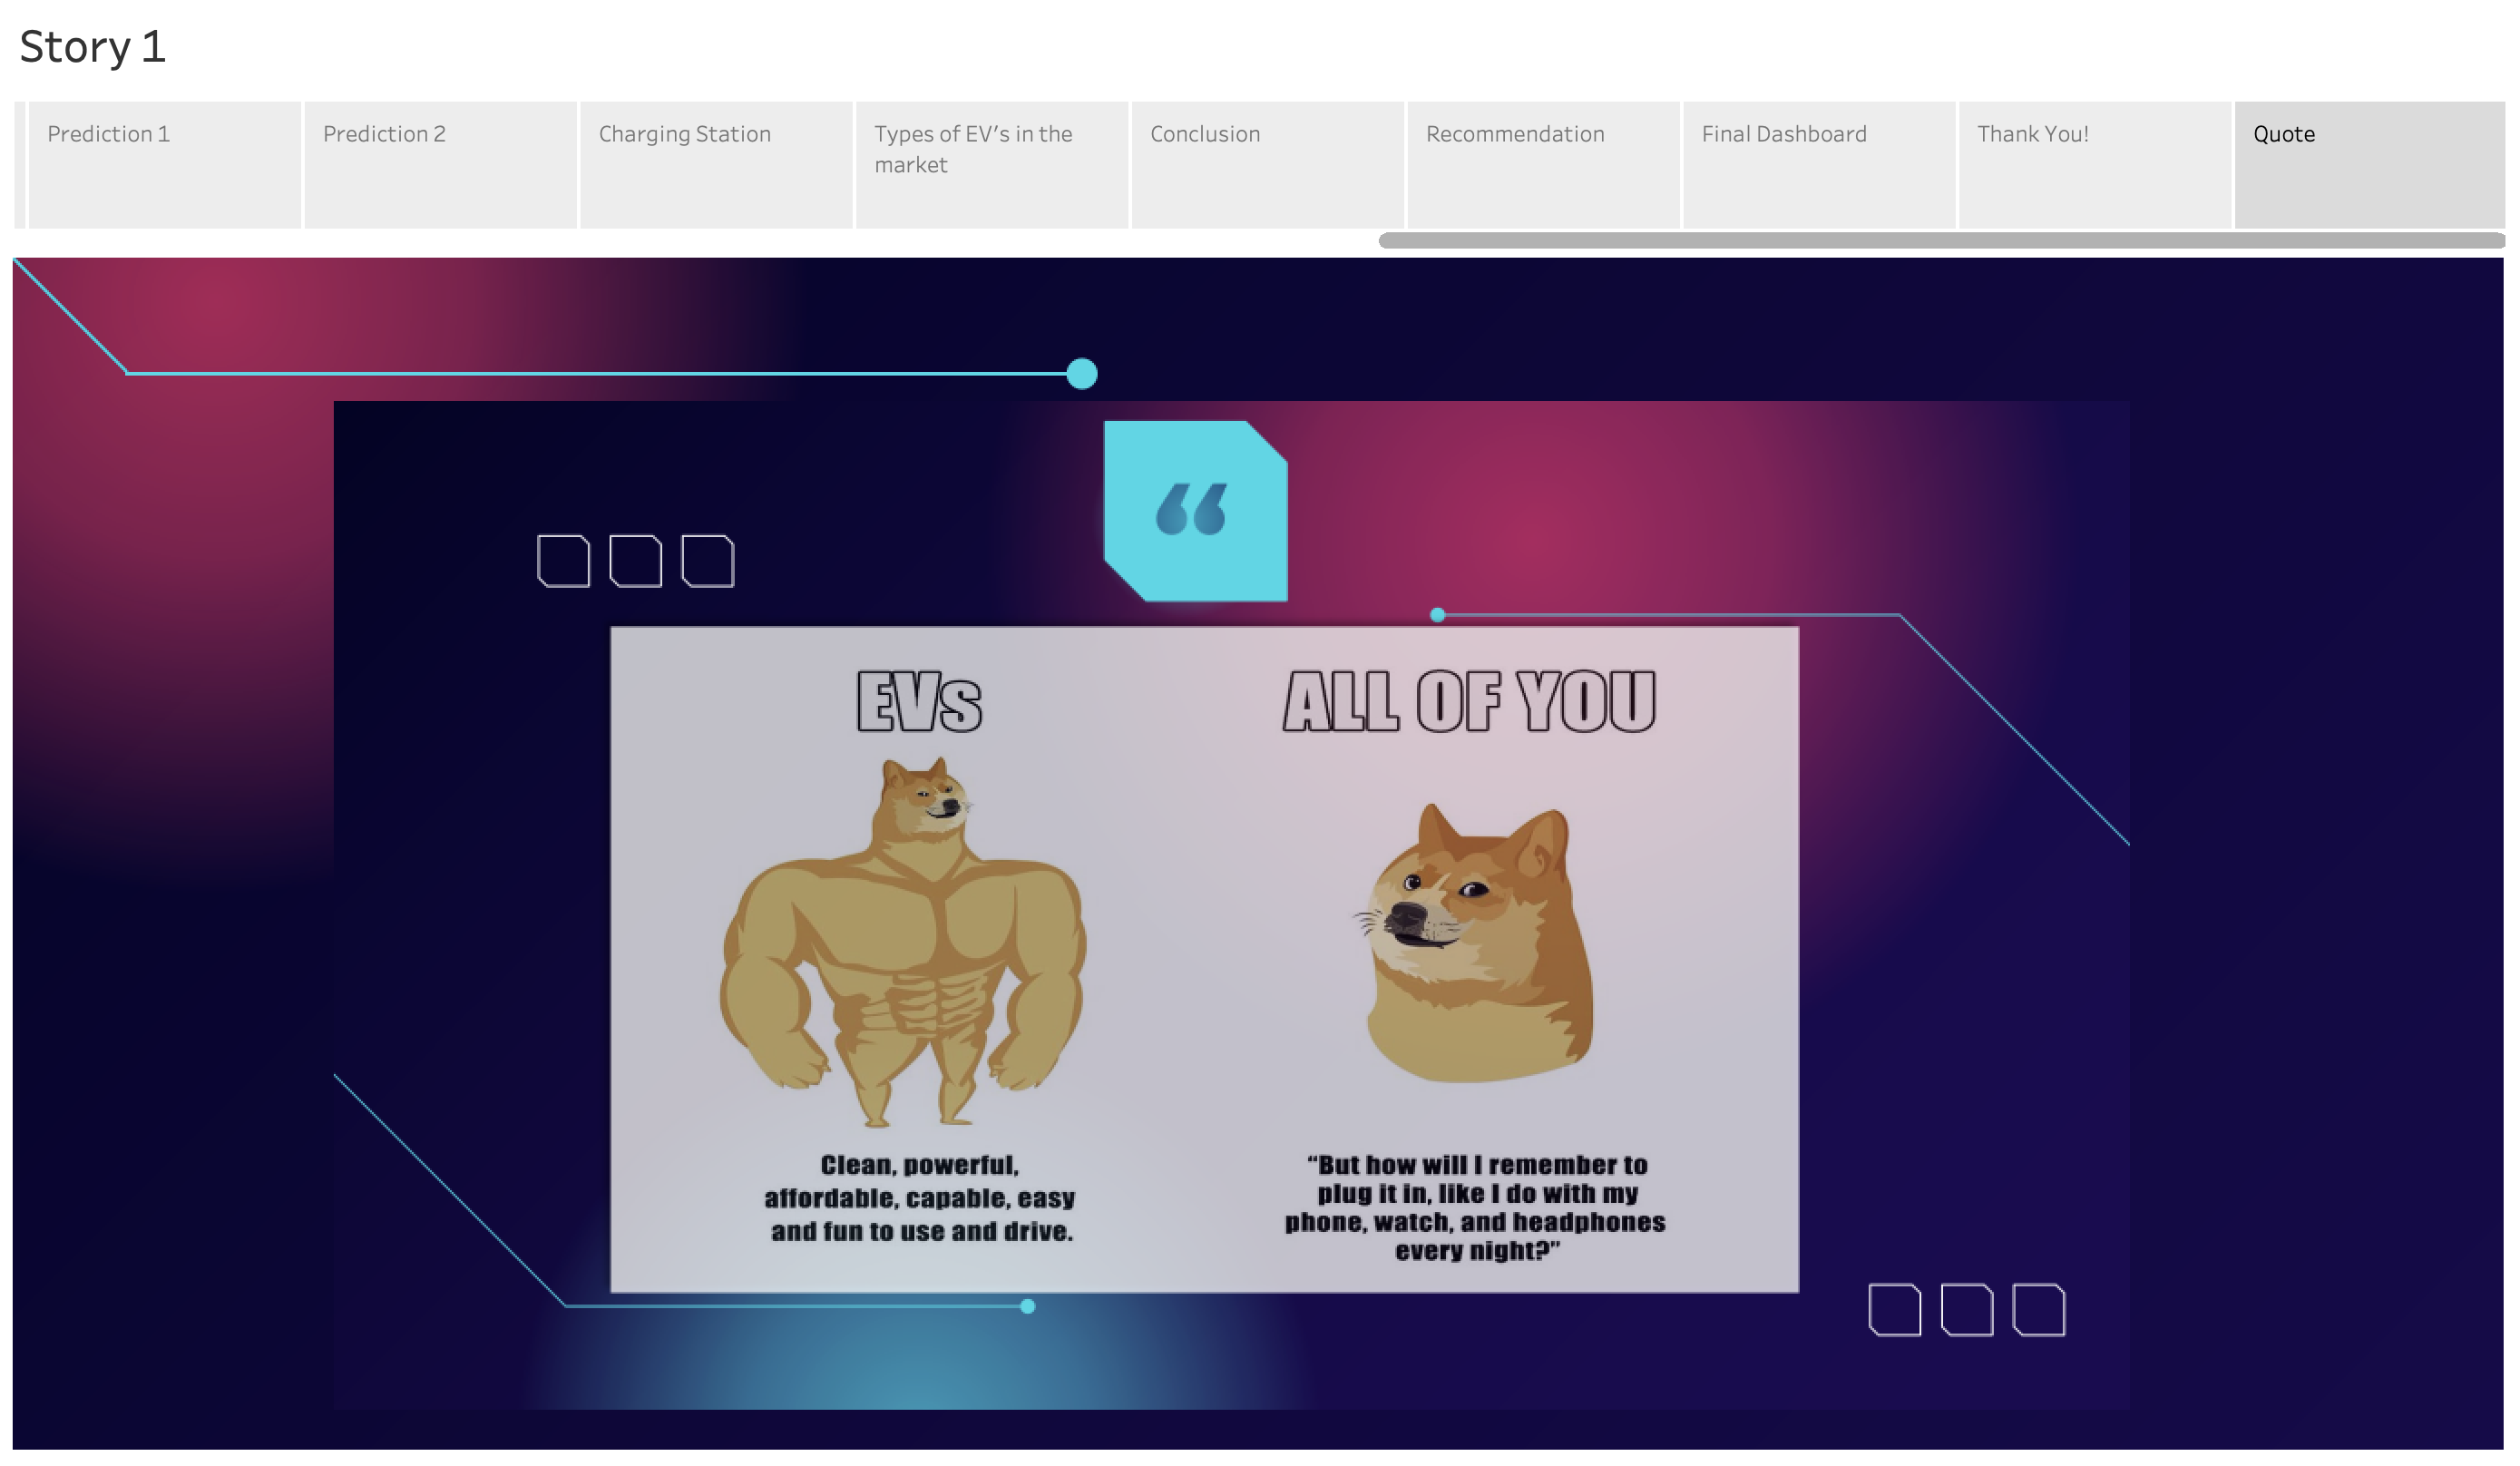 Story 1
Prediction 1
Prediction 2
Charging Station
Types of EV's in the
market
Conclusion
Recommendation
Final Dashboard
Thank You!
Quote
“
EVs
ALL OF YOU
Clean, powerful,
affordable, capable, easy
and fun to use and drive.
“But how will I remember to
plug it in, like I do with my
phone, watch, and headphones
every night?”